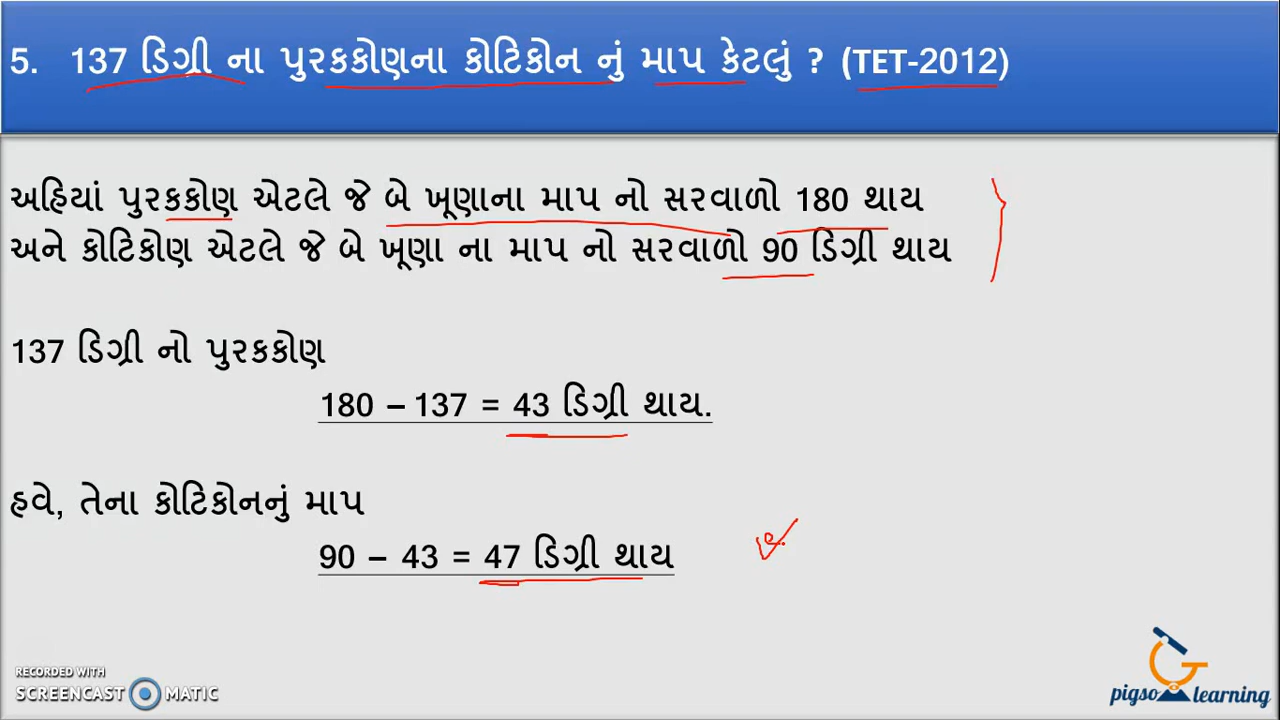 5. 137 ડિગ્રી ના પુરકકોણના કોટિકોન નું માપ કેટલું ? (TET-2012)
અહિયાં પુરકકોણ એટલે જે બે ખૂણાના માપ નો સરવાળો 180 થાય
અને કોટિકોણ એટલે જે બે ખૂણા ના માપ નો સરવાળો 90 ડિગ્રી થાય
137 ડિગ્રી નો પુરકકોણ
180 – 137 = 43 ડિગ્રી થાય.
હવે, તેના કોટિકોનનું માપ
90 – 43 = 47 ડિગ્રી થાય
RECORDED WITH
SCREENCAST MATIC
pigso learning